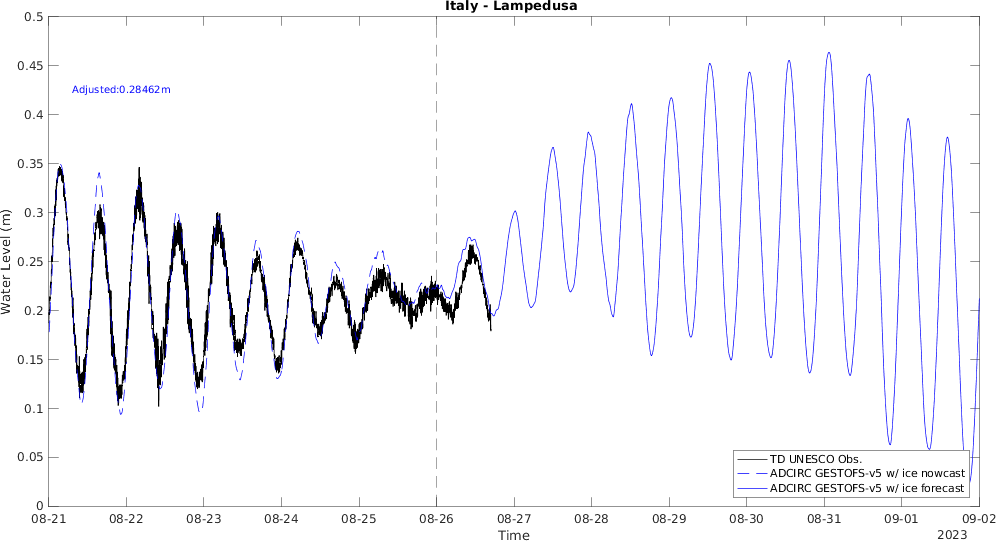 Italy - Lampedusa
Water Level (m)
0.5
0.45
0.4
0.35
0.3
0.25
0.2
0.15
0.1
0.05
0
Adjusted:0.28462m
TD UNESCO Obs.
ADCIRC GESTOFS-v5 w/ ice nowcast
ADCIRC GESTOFS-v5 w/ ice forecast
08-21 08-22 08-23 08-24 08-25 08-26 08-27 08-28 08-29 08-30 08-31 09-01 09-02
Time
2023